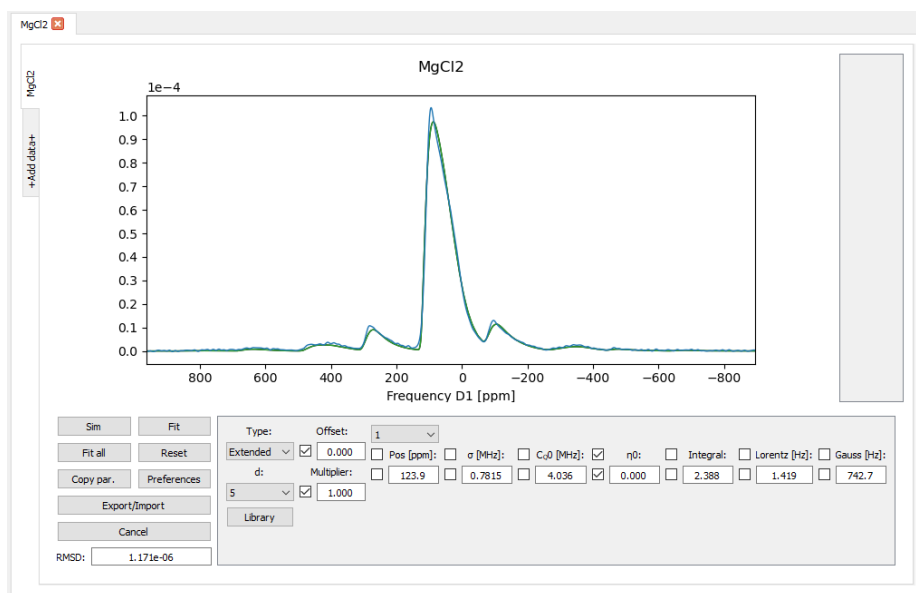 MgCl2
MgCl2
+Add data+
MgCl2
1e−4
1.0
0.9
0.8
0.7
0.6
0.5
0.4
0.3
0.2
0.1
0.0
800 600 400 200 0 −200 −400 −600 −800
Frequency D1 [ppm]
Sim Fit
Fit all Reset
Copy par. Preferences
Export/Import
Cancel
RMSD: 1.171e-06
Type: Offset: 1
Extended 0.000 Pos [ppm]: σ [MHz]: CQ0 [MHz]: η0: Integral: Lorentz [Hz]: Gauss [Hz]:
d: Multiplier: 123.9 0.7815 4.036 0.000 2.388 1.419 742.7
5 1.000
Library